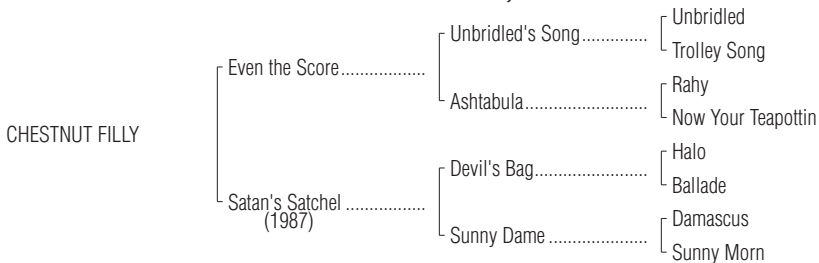 Unbridled
Unbridled's Song..............
Trolley Song
Even the Score..................
Rahy
Ashtabula..........................
Now Your Teapottin
CHESTNUT FILLY
Halo
Devil's Bag........................
Ballade
Satan's Satchel .................
(1987)
Damascus
Sunny Dame .....................
Sunny Morn